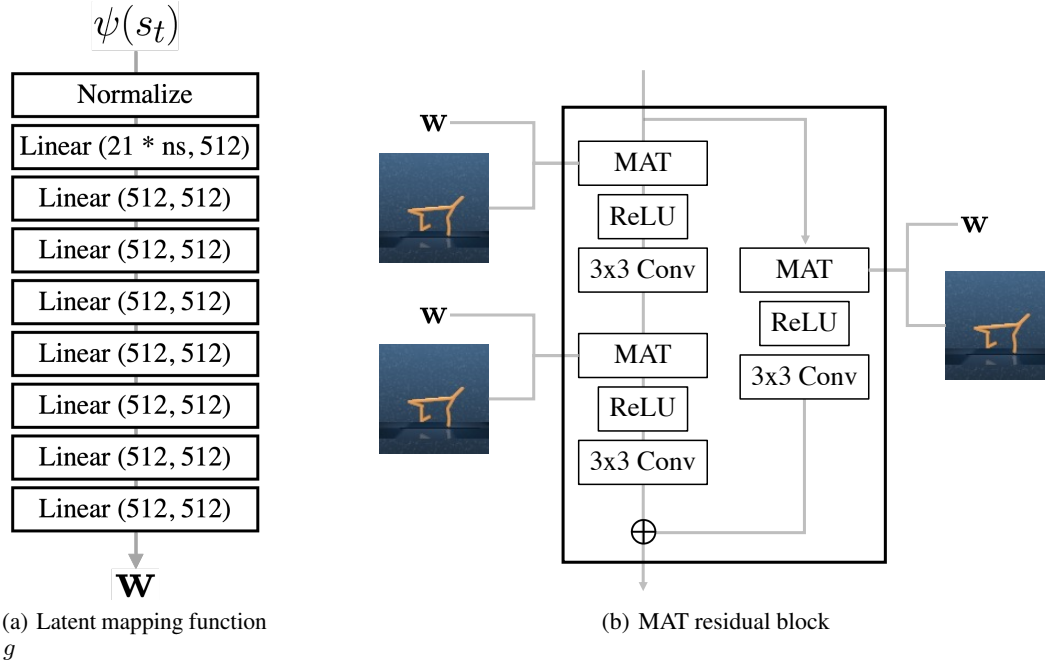 ψ(s_t)
Normalize
Linear (21 * ns, 512)
Linear (512, 512)
Linear (512, 512)
Linear (512, 512)
Linear (512, 512)
Linear (512, 512)
Linear (512, 512)
Linear (512, 512)
w
(a) Latent mapping function
g
w
MAT
ReLU
3x3 Conv
w
MAT
ReLU
3x3 Conv
MAT
ReLU
3x3 Conv
w
⊕
(b) MAT residual block